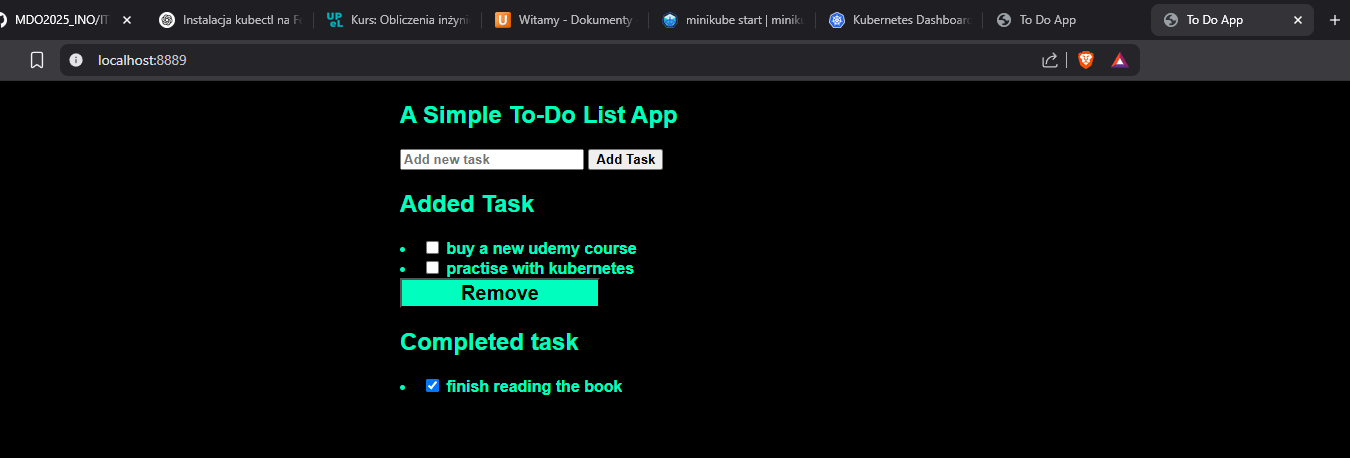 MDO2025_INO/IT
Instalacja kubectl na Fe
UPeL
Kurs: Obliczenia inżyni
U
Witamy - Dokumenty
minikube start | miniku
Kubernetes Dashboard
To Do App
To Do App
localhost:8889
A Simple To-Do List App
Add new task Add Task
Added Task
buy a new udemy course
practise with kubernetes
Remove
Completed task
finish reading the book